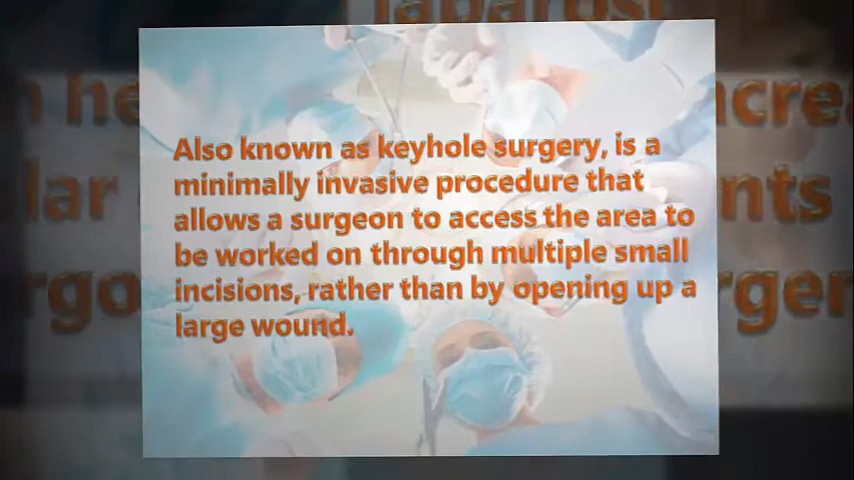 Also known as keyhole surgery, is a
minimally invasive procedure that
allows a surgeon to access the area to
be worked on through multiple small
incisions, rather than by opening up a
large wound.